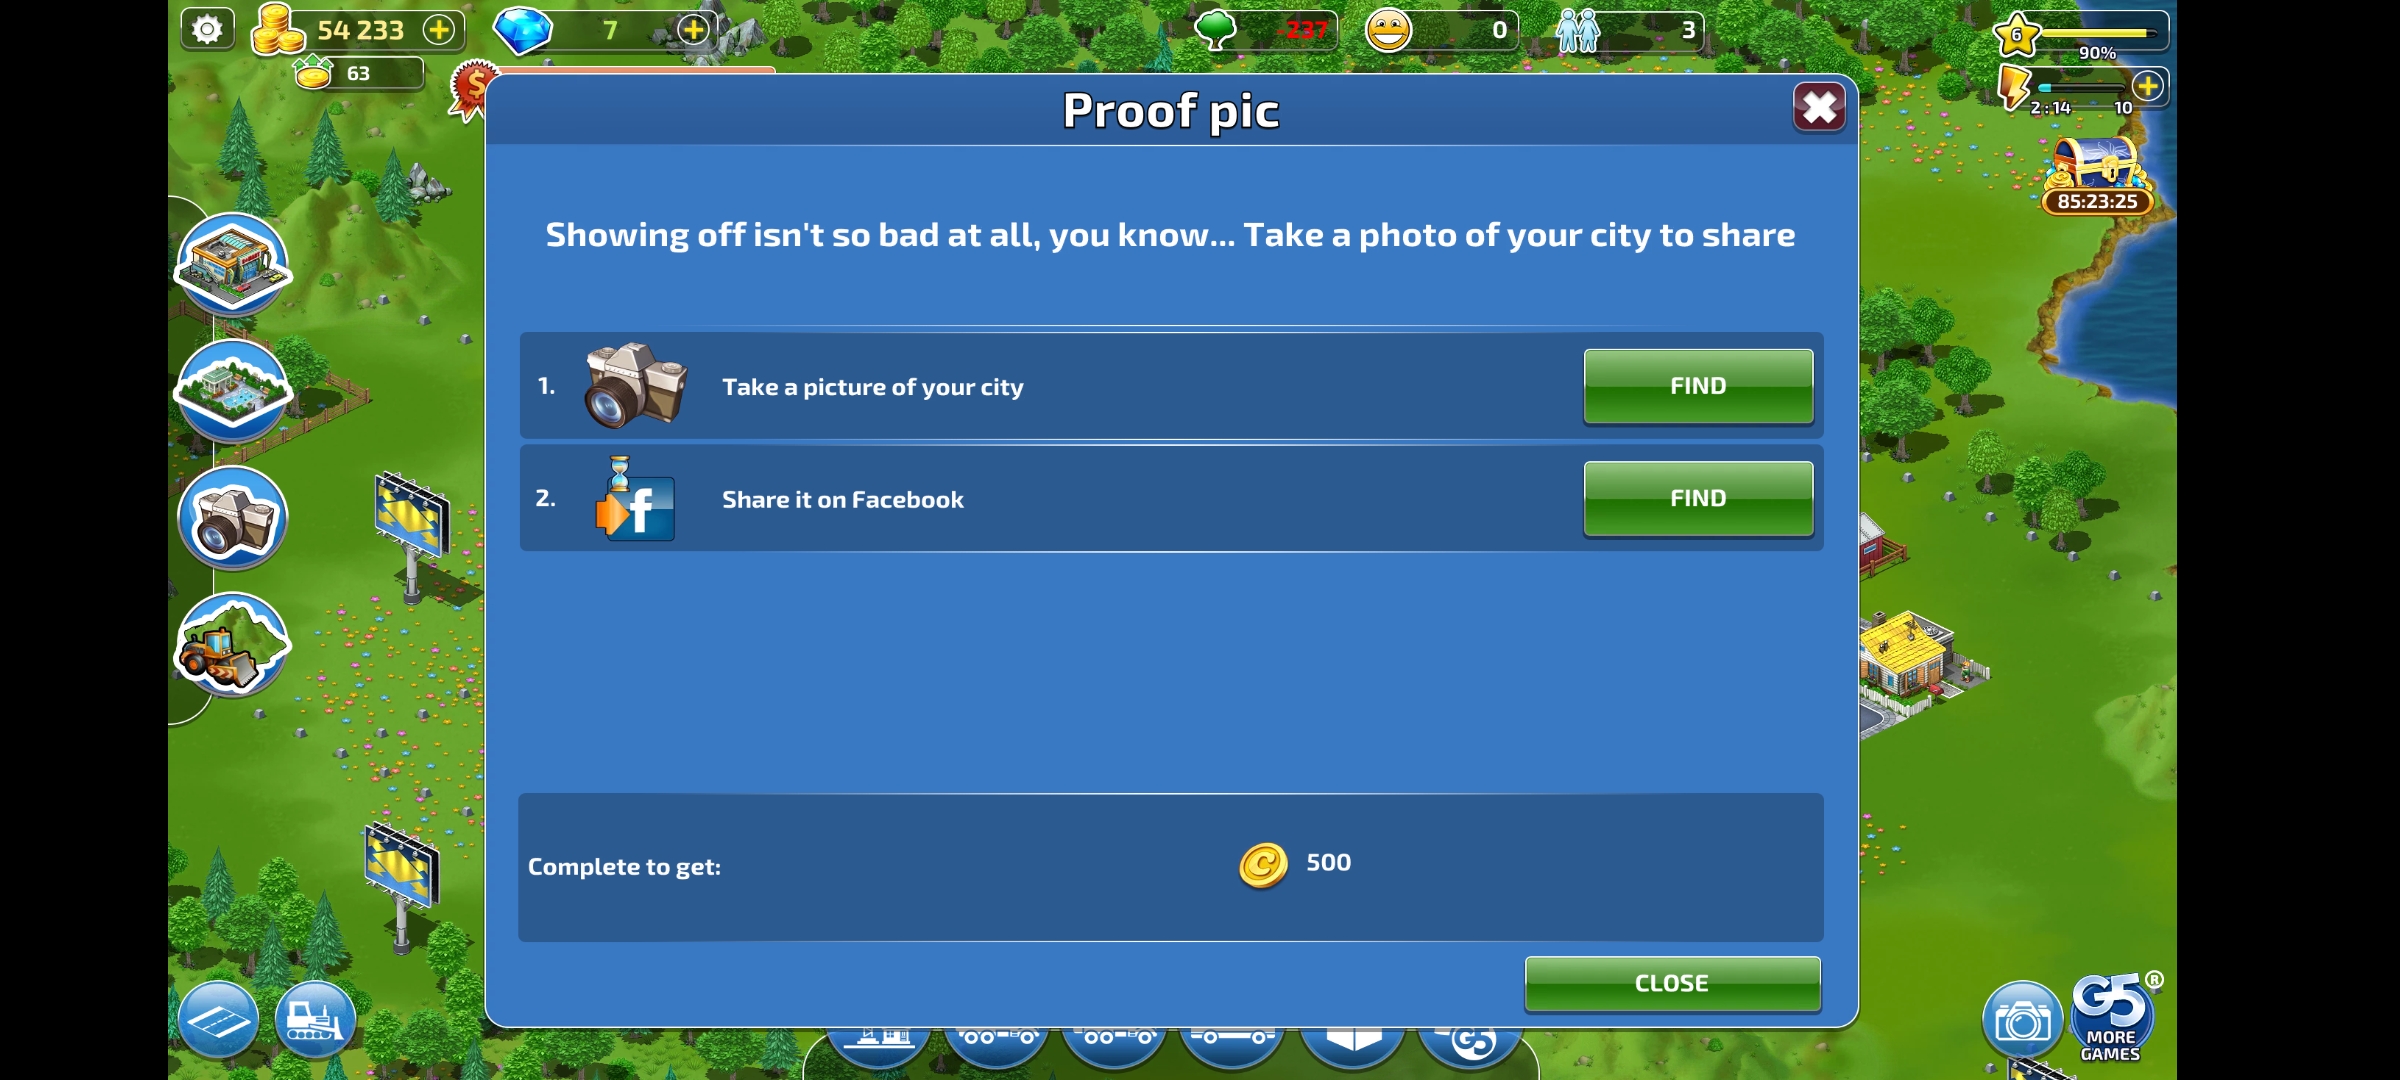 54 233
7
-237
0
3
6
90%
63
2:14
10
85:23:25
Proof pic
Showing off isn't so bad at all, you know... Take a photo of your city to share
1.
Take a picture of your city
FIND
2.
f
Share it on Facebook
FIND
Complete to get:
C
500
CLOSE
$
G5
G5 ®
MORE
GAMES